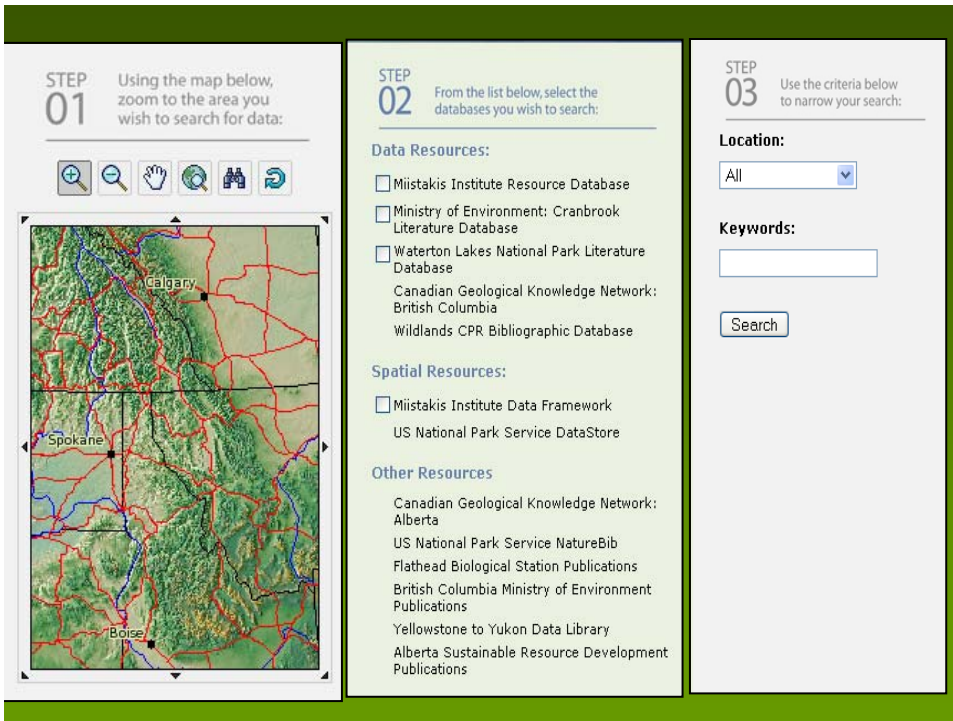 STEP
01
Using the map below,
zoom to the area you
wish to search for data:
Calgary
Spokane
Boise
STEP
02
From the list below, select the
databases you wish to search:
Data Resources:
Miistakis Institute Resource Database
Ministry of Environment: Cranbrook
Literature Database
Waterton Lakes National Park Literature
Database
Canadian Geological Knowledge Network:
British Columbia
Wildlands CPR Bibliographic Database
Spatial Resources:
Miistakis Institute Data Framework
US National Park Service DataStore
Other Resources
Canadian Geological Knowledge Network:
Alberta
US National Park Service NatureBib
Flathead Biological Station Publications
British Columbia Ministry of Environment
Publications
Yellowstone to Yukon Data Library
Alberta Sustainable Resource Development
Publications
STEP
03
Use the criteria below
to narrow your search:
Location:
All
Keywords:
Search